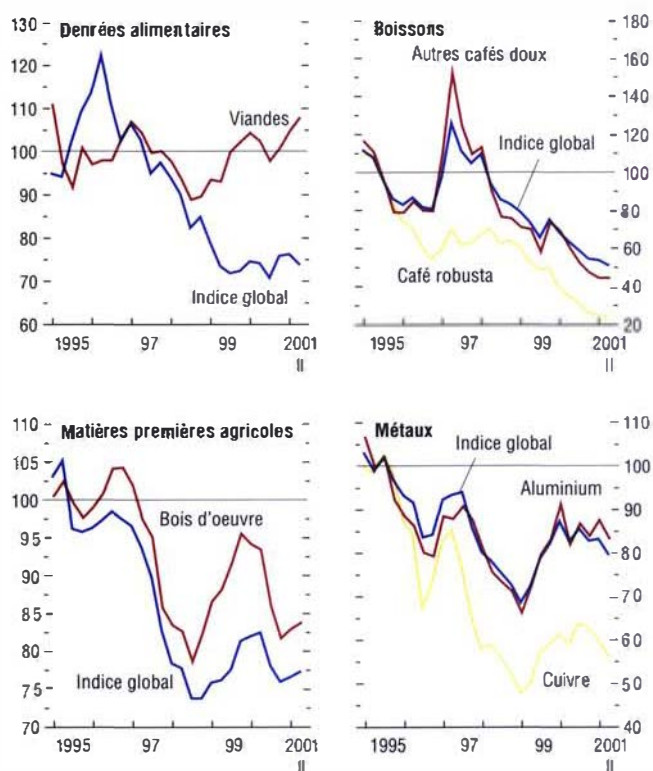 Denrées alimentaires
130
120
110
100
90
80
70
60
Viandes
Indice global
1995 97 99 2001
II
Boissons
180
160
140
120
100
80
60
40
20
Autres cafés doux
Indice global
Café robusta
1995 97 99 2001
II
Matières premières agricoles
110
105
100
95
90
85
80
75
70
Bois d'oeuvre
Indice global
1995 97 99 2001
II
Métaux
110
100
90
80
70
60
50
40
Indice global
Aluminium
Cuivre
1995 97 99 2001
II